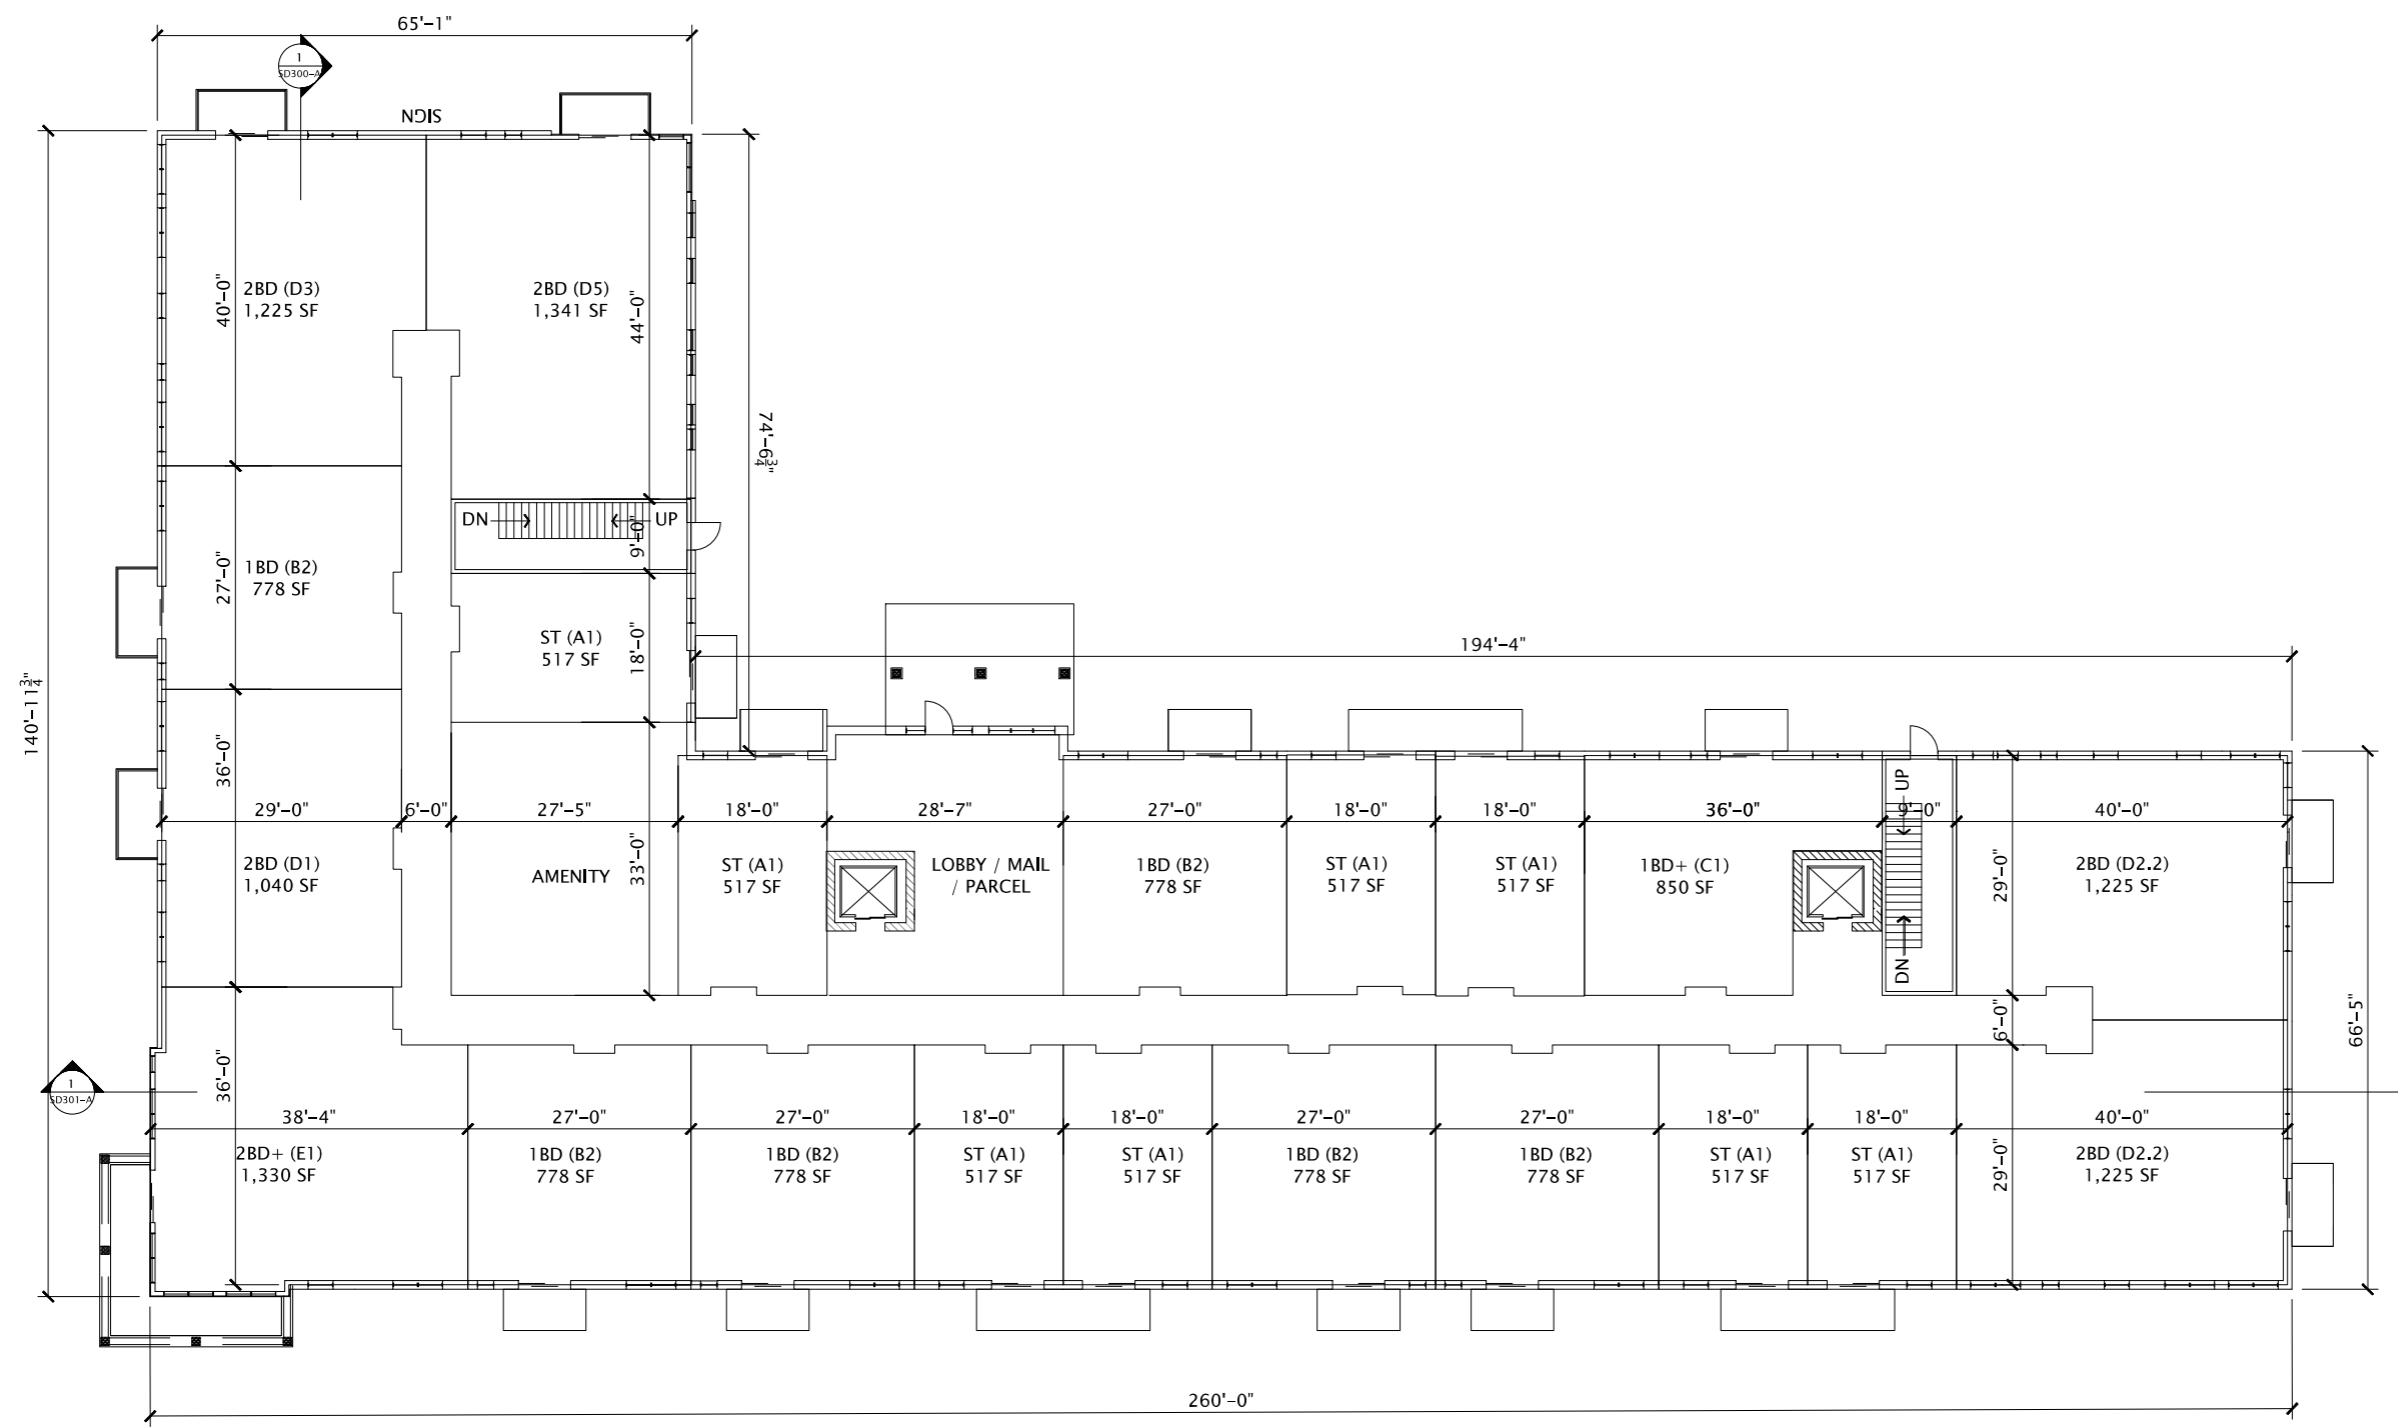 65'-1"
1
SD300-A
SIGN
2BD (D3)
1,225 SF
40'-0"
2BD (D5)
1,341 SF
44'-0"
74'-6 3/4"
DN
UP
9'-0"
1BD (B2)
778 SF
27'-0"
ST (A1)
517 SF
18'-0"
194'-4"
140'-11 3/4"
36'-0"
29'-0"
6'-0"
27'-5"
18'-0"
28'-7"
27'-0"
18'-0"
18'-0"
36'-0"
9'-0"
40'-0"
UP
DN
2BD (D1)
1,040 SF
AMENITY
33'-0"
ST (A1)
517 SF
LOBBY / MAIL
/ PARCEL
1BD (B2)
778 SF
ST (A1)
517 SF
ST (A1)
517 SF
1BD+ (C1)
850 SF
29'-0"
2BD (D2.2)
1,225 SF
6'-0"
66'-5"
1
SD301-A
36'-0"
38'-4"
27'-0"
27'-0"
18'-0"
18'-0"
27'-0"
27'-0"
18'-0"
18'-0"
40'-0"
2BD+ (E1)
1,330 SF
1BD (B2)
778 SF
1BD (B2)
778 SF
ST (A1)
517 SF
ST (A1)
517 SF
1BD (B2)
778 SF
1BD (B2)
778 SF
ST (A1)
517 SF
ST (A1)
517 SF
29'-0"
2BD (D2.2)
1,225 SF
260'-0"